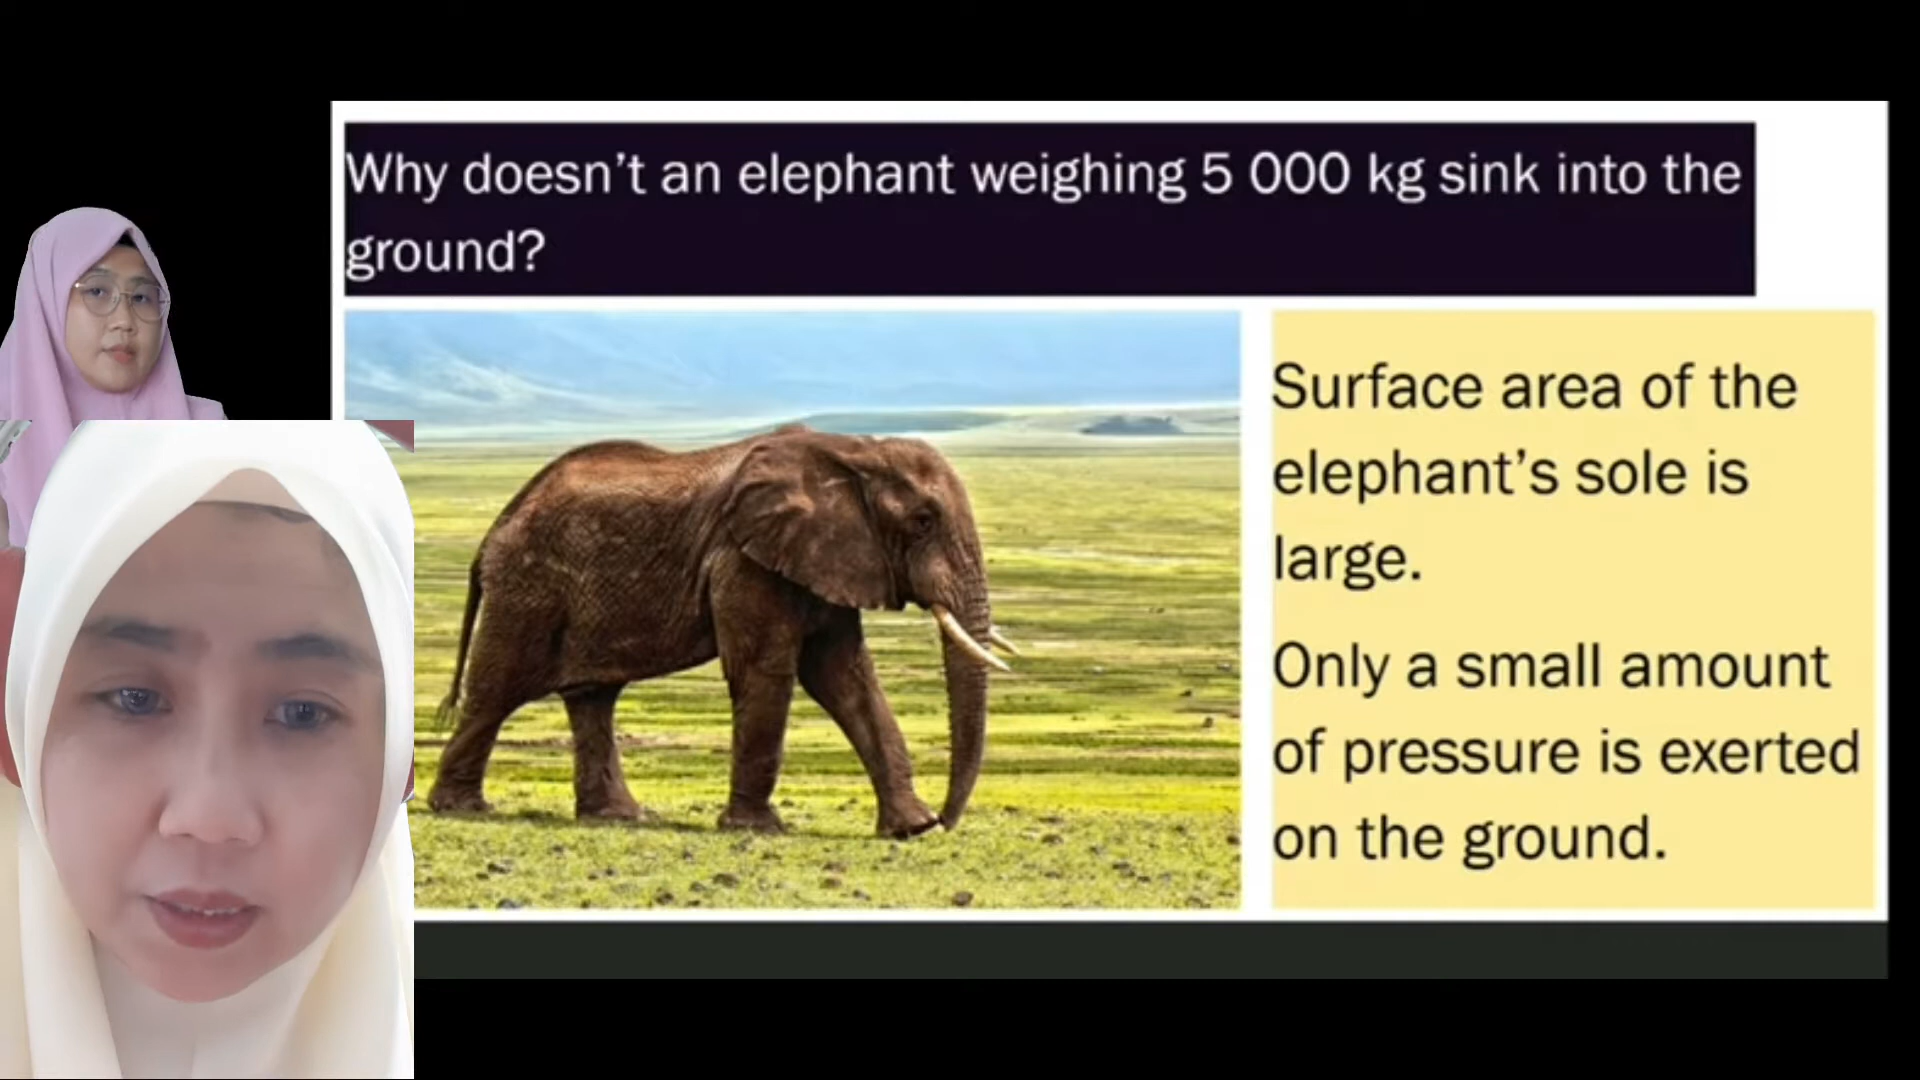 Why doesn’t an elephant weighing 5 000 kg sink into the
ground?
Surface area of the
elephant’s sole is
large.
Only a small amount
of pressure is exerted
on the ground.